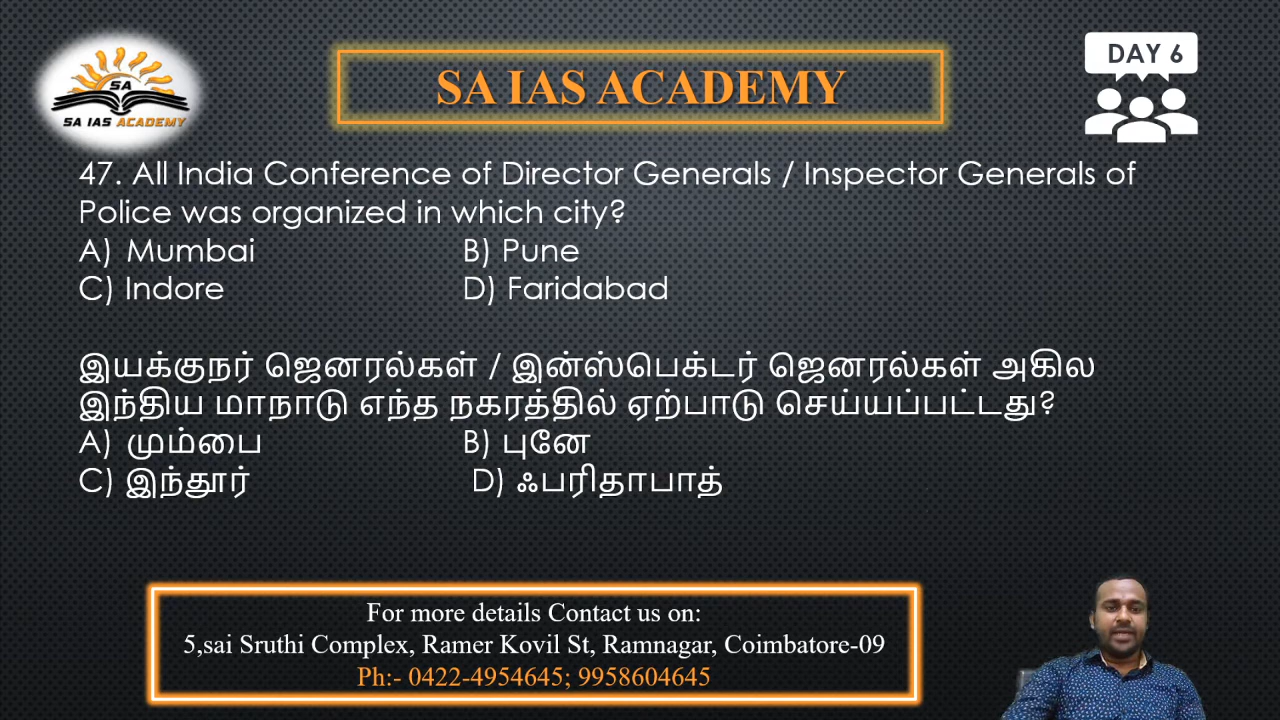 SA
SA IAS ACADEMY
SA IAS ACADEMY
DAY 6
47. All India Conference of Director Generals / Inspector Generals of
Police was organized in which city?
A) Mumbai B) Pune
C) Indore D) Faridabad
இயக்குநர் ஜெனரல்கள் / இன்ஸ்பெக்டர் ஜெனரல்கள் அகில
இந்திய மாநாடு எந்த நகரத்தில் ஏற்பாடு செய்யப்பட்டது?
A) மும்பை B) புனே
C) இந்தூர் D) ஃபரிதாபாத்
For more details Contact us on:
5,sai Sruthi Complex, Ramer Kovil St, Ramnagar, Coimbatore-09
Ph:- 0422-4954645; 9958604645